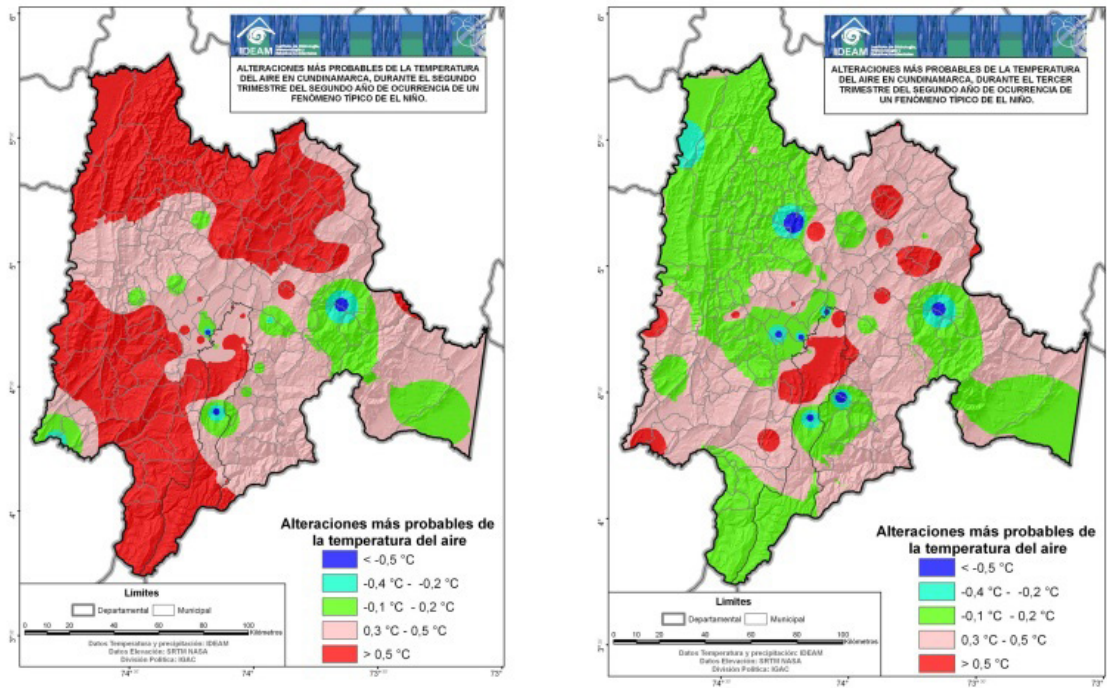 IDEAM
ALTERACIONES MÁS PROBABLES DE LA TEMPERATURA
DEL AIRE EN CUNDINAMARCA, DURANTE EL SEGUNDO
TRIMESTRE DEL SEGUNDO AÑO DE OCURRENCIA DE UN
FENÓMENO TÍPICO DE EL NIÑO.
Alteraciones más probables de
la temperatura del aire
< -0,5 °C
-0,4 °C - -0,2 °C
-0,1 °C - 0,2 °C
0,3 °C - 0,5 °C
> 0,5 °C
Limites
Departamental Municipal
0 10 20 40 60 80 100
Kilómetros
Datos Temperatura y precipitación: IDEAM
Datos Elevación: SRTM NASA
División Política: IGAC
IDEAM
ALTERACIONES MÁS PROBABLES DE LA TEMPERATURA
DEL AIRE EN CUNDINAMARCA, DURANTE EL TERCER
TRIMESTRE DEL SEGUNDO AÑO DE OCURRENCIA DE
UN FENÓMENO TÍPICO DE EL NIÑO.
Alteraciones más probables de
la temperatura del aire
< -0,5 °C
-0,4 °C - -0,2 °C
-0,1 °C - 0,2 °C
0,3 °C - 0,5 °C
> 0,5 °C
Limites
Departamental Municipal
0 10 20 40 60 80 100
Kilómetros
Datos Temperatura y precipitación: IDEAM
Datos Elevación: SRTM NASA
División Política: IGAC